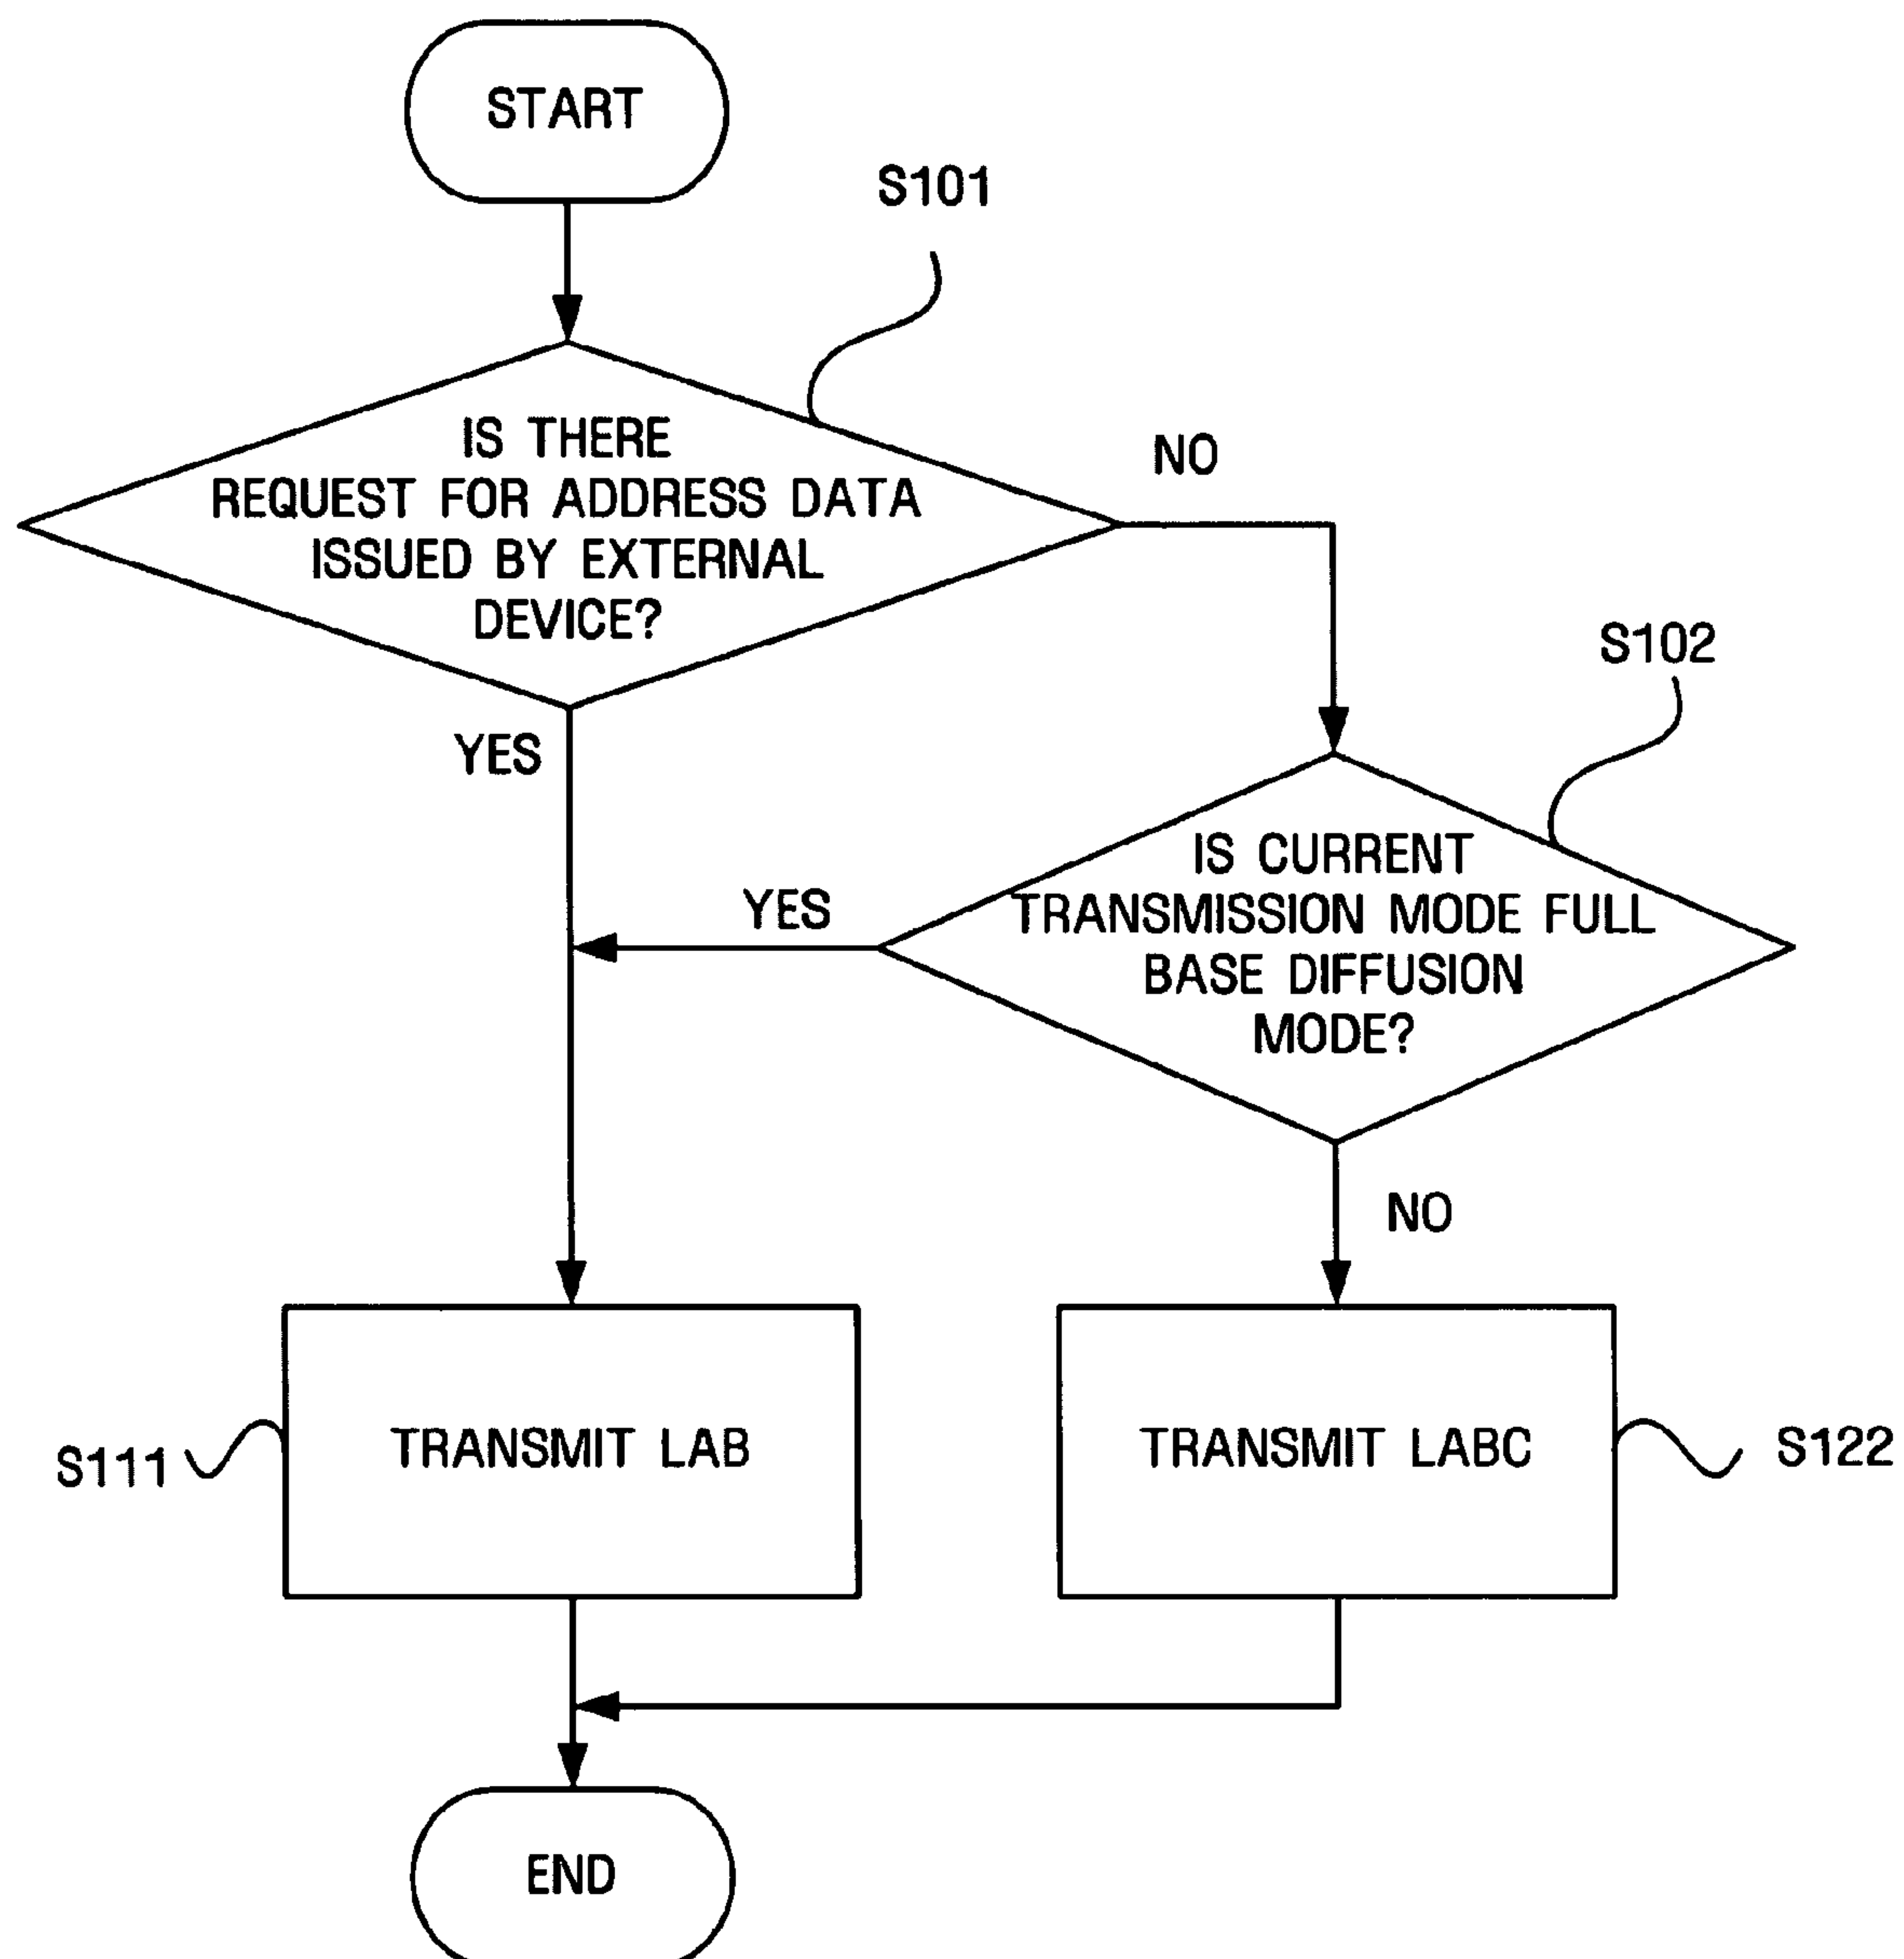 START
S101
IS THERE
REQUEST FOR ADDRESS DATA
ISSUED BY EXTERNAL
DEVICE?
NO
YES
S102
IS CURRENT
TRANSMISSION MODE FULL
BASE DIFFUSION
MODE?
YES
NO
S111
TRANSMIT LAB
TRANSMIT LABC
S122
END